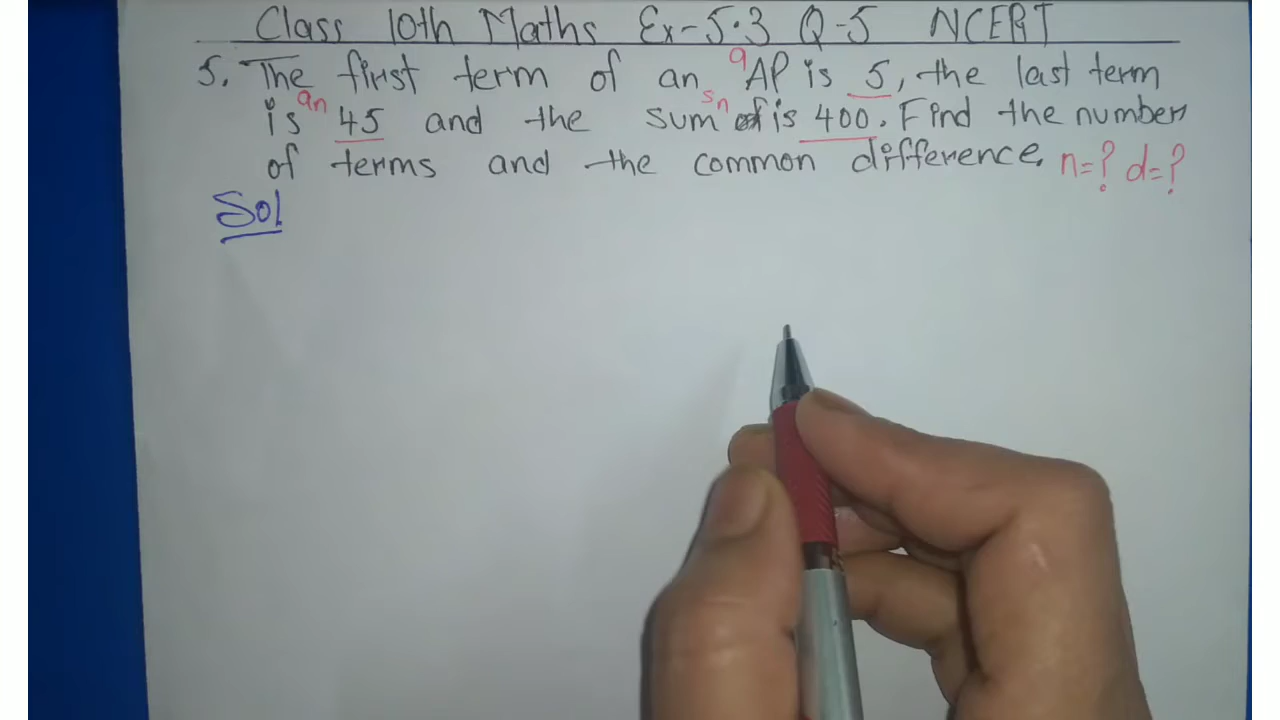 Class 10th Maths Ex-5.3 Q-5 NCERT
5. The first term of an a AP is 5, the last term
is an 45 and the sum sn is 400. Find the number
of terms and the common difference. n=? d=?
Sol